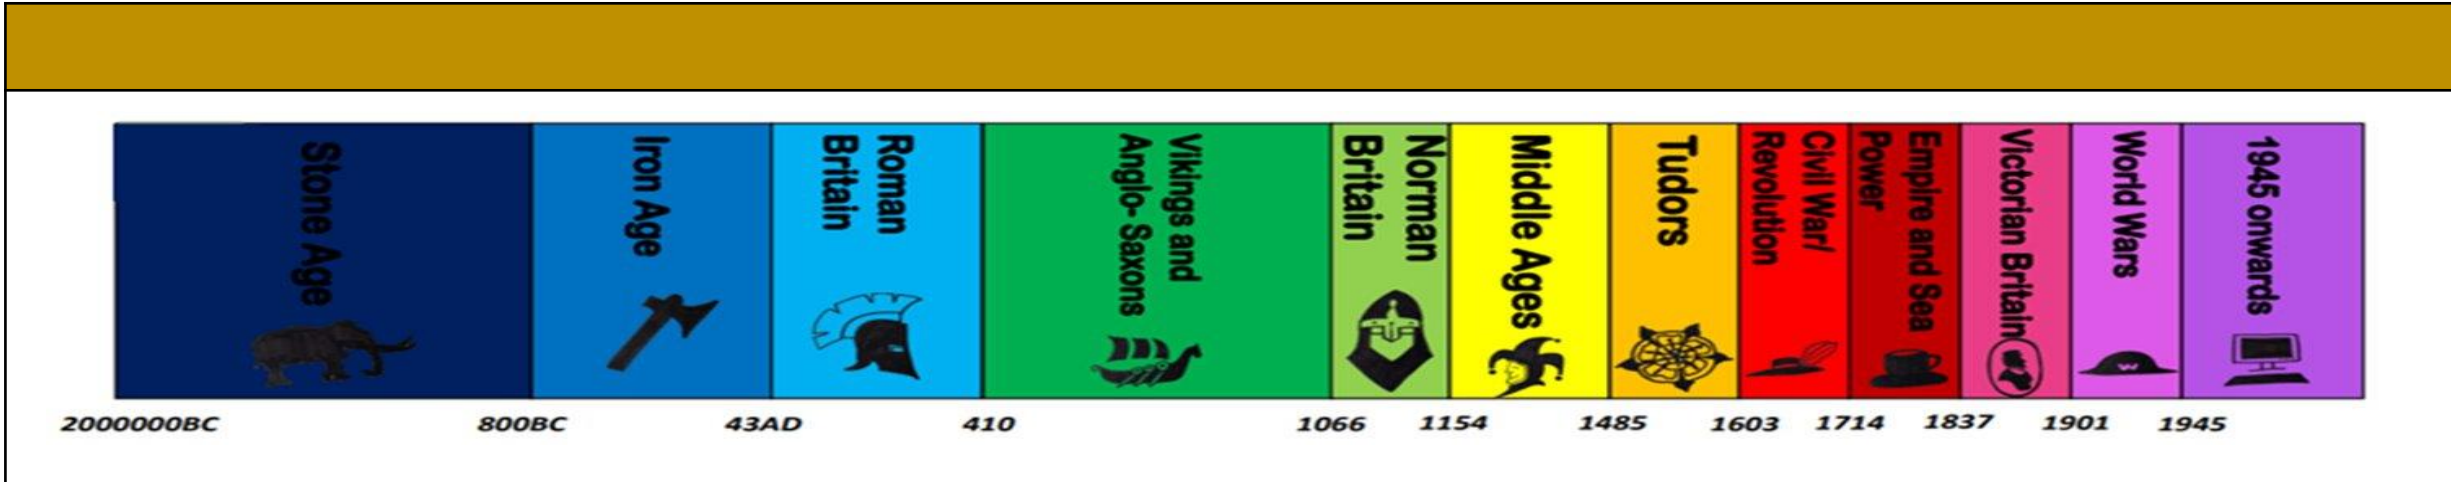 Stone Age
Iron Age
Roman
Britain
Vikings and
Anglo- Saxons
Norman
Britain
Middle Ages
Tudors
Civil War/
Revolution
Empire and Sea
Power
Victorian Britain
World Wars
W
1945 onwards
2000000BC
800BC
43AD
410
1066
1154
1485
1603
1714
1837
1901
1945